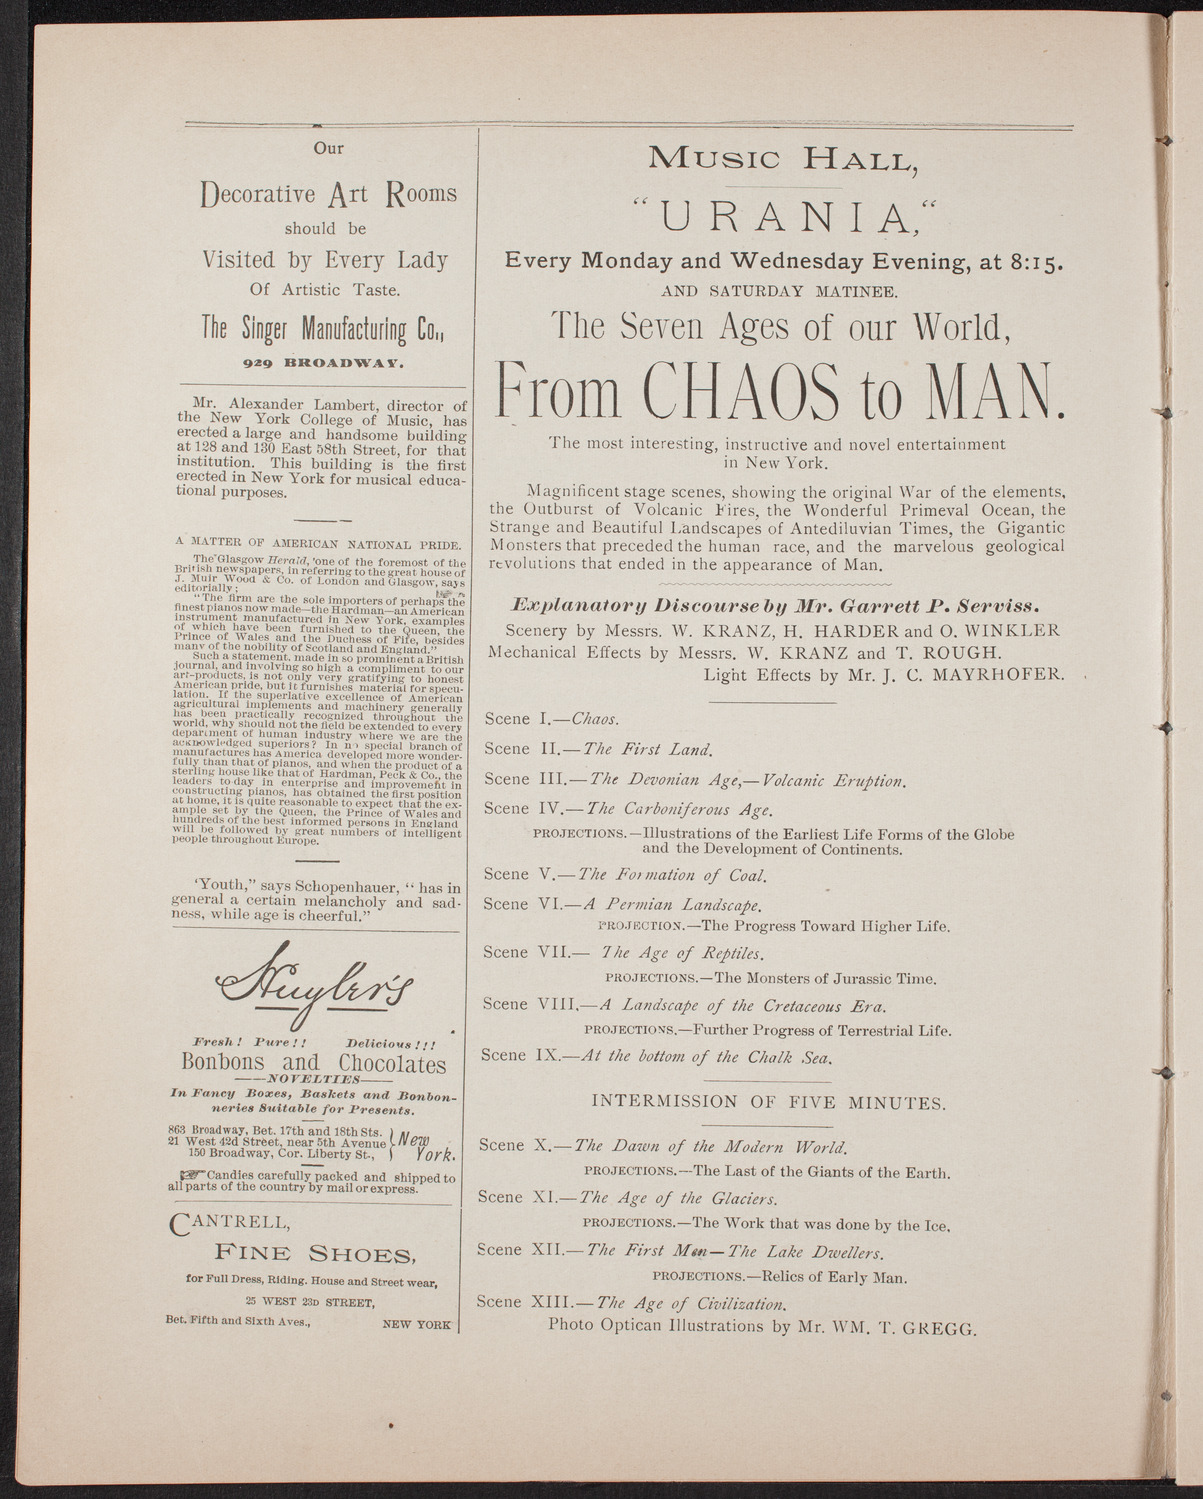 Our
Decorative Art Rooms
should be
Visited by Every Lady
Of Artistic Taste.
The Singer Manufacturing Co.,
929 BROADWAY.
Mr. Alexander Lambert, director of
the New York College of Music, has
erected a large and handsome building
at 128 and 130 East 58th Street, for that
institution. This building is the first
erected in New York for musical educa-
tional purposes.
A MATTER OF AMERICAN NATIONAL PRIDE.
The Glasgow Herald, one of the foremost of the
British newspapers, in referring to the great house of
J. Muir Wood & Co. of London and Glasgow, says
editorially:
"The firm are the sole importers of perhaps the
finest pianos now made—the Hardman—an American
instrument manufactured in New York, examples
of which have been furnished to the Queen, the
Prince of Wales and the Duchess of Fife, besides
many of the nobility of Scotland and England."
Such a statement, made in so prominent a British
journal, and involving so high a compliment to our
art-products, is not only very gratifying to honest
American pride, but it furnishes material for specu-
lation. If the superlative excellence of American
agricultural implements and machinery generally
has been practically recognized throughout the
world, why should not the field be extended to every
department of human industry where we are the
acknowledged superiors? In no special branch of
manufactures has America developed more wonder-
fully than that of pianos, and when the product of a
sterling house like that of Hardman, Peck & Co., the
leaders to-day in enterprise and improvement in
constructing pianos, has obtained the first position
at home, it is quite reasonable to expect that the ex-
ample set by the Queen, the Prince of Wales and
hundreds of the best informed persons in England
will be followed by great numbers of intelligent
people throughout Europe.
'Youth," says Schopenhauer, "has in
general a certain melancholy and sad-
ness, while age is cheerful."
Huyler's
Fresh! Pure!! Delicious!!!
Bonbons and Chocolates
NOVELTIES
In Fancy Boxes, Baskets and Bonbon-
neries Suitable for Presents.
863 Broadway, Bet. 17th and 18th Sts.
21 West 42d Street, near 5th Avenue
150 Broadway, Cor. Liberty St.,
New York.
Candies carefully packed and shipped to
all parts of the country by mail or express.
CANTRELL,
FINE SHOES,
for Full Dress, Riding. House and Street wear,
25 WEST 23D STREET,
Bet. Fifth and Sixth Aves., NEW YORK
MUSIC HALL,
"URANIA,"
Every Monday and Wednesday Evening, at 8:15.
AND SATURDAY MATINEE.
The Seven Ages of our World,
From CHAOS to MAN.
The most interesting, instructive and novel entertainment
in New York.
Magnificent stage scenes, showing the original War of the elements,
the Outburst of Volcanic Fires, the Wonderful Primeval Ocean, the
Strange and Beautiful Landscapes of Antediluvian Times, the Gigantic
Monsters that preceded the human race, and the marvelous geological
revolutions that ended in the appearance of Man.
Explanatory Discourse by Mr. Garrett P. Serviss.
Scenery by Messrs. W. KRANZ, H. HARDER and O. WINKLER
Mechanical Effects by Messrs. W. KRANZ and T. ROUGH.
Light Effects by Mr. J. C. MAYRHOFER.
Scene I.—Chaos.
Scene II.—The First Land.
Scene III.—The Devonian Age,—Volcanic Eruption.
Scene IV.—The Carboniferous Age.
PROJECTIONS.—Illustrations of the Earliest Life Forms of the Globe
and the Development of Continents.
Scene V.—The Formation of Coal.
Scene VI.—A Permian Landscape.
PROJECTION.—The Progress Toward Higher Life.
Scene VII.—The Age of Reptiles.
PROJECTIONS.—The Monsters of Jurassic Time.
Scene VIII.—A Landscape of the Cretaceous Era.
PROJECTIONS.—Further Progress of Terrestrial Life.
Scene IX.—At the bottom of the Chalk Sea.
INTERMISSION OF FIVE MINUTES.
Scene X.—The Dawn of the Modern World.
PROJECTIONS.—The Last of the Giants of the Earth.
Scene XI.—The Age of the Glaciers.
PROJECTIONS.—The Work that was done by the Ice.
Scene XII.—The First Men—The Lake Dwellers.
PROJECTIONS.—Relics of Early Man.
Scene XIII.—The Age of Civilization.
Photo Optican Illustrations by Mr. WM. T. GREGG.